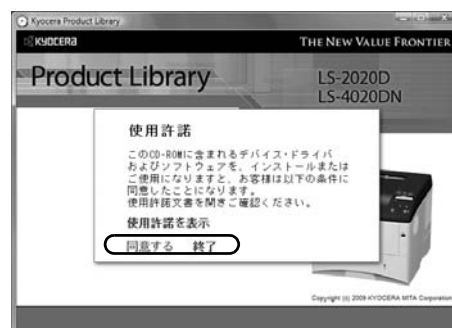 Kyocera Product Library
KYOCERA
THE NEW VALUE FRONTIER
Product Library
LS-2020D
LS-4020DN
使用許諾
このCD-ROMに含まれるデバイス・ドライバ
およびソフトウェアを、インストールまたは
ご使用になりますと、お客様は以下の条件に
同意したことになります。
使用許諾文書を開きご確認ください。
使用許諾を表示
同意する 終了
Copyright (c) 2009 KYOCERA MITA Corporation